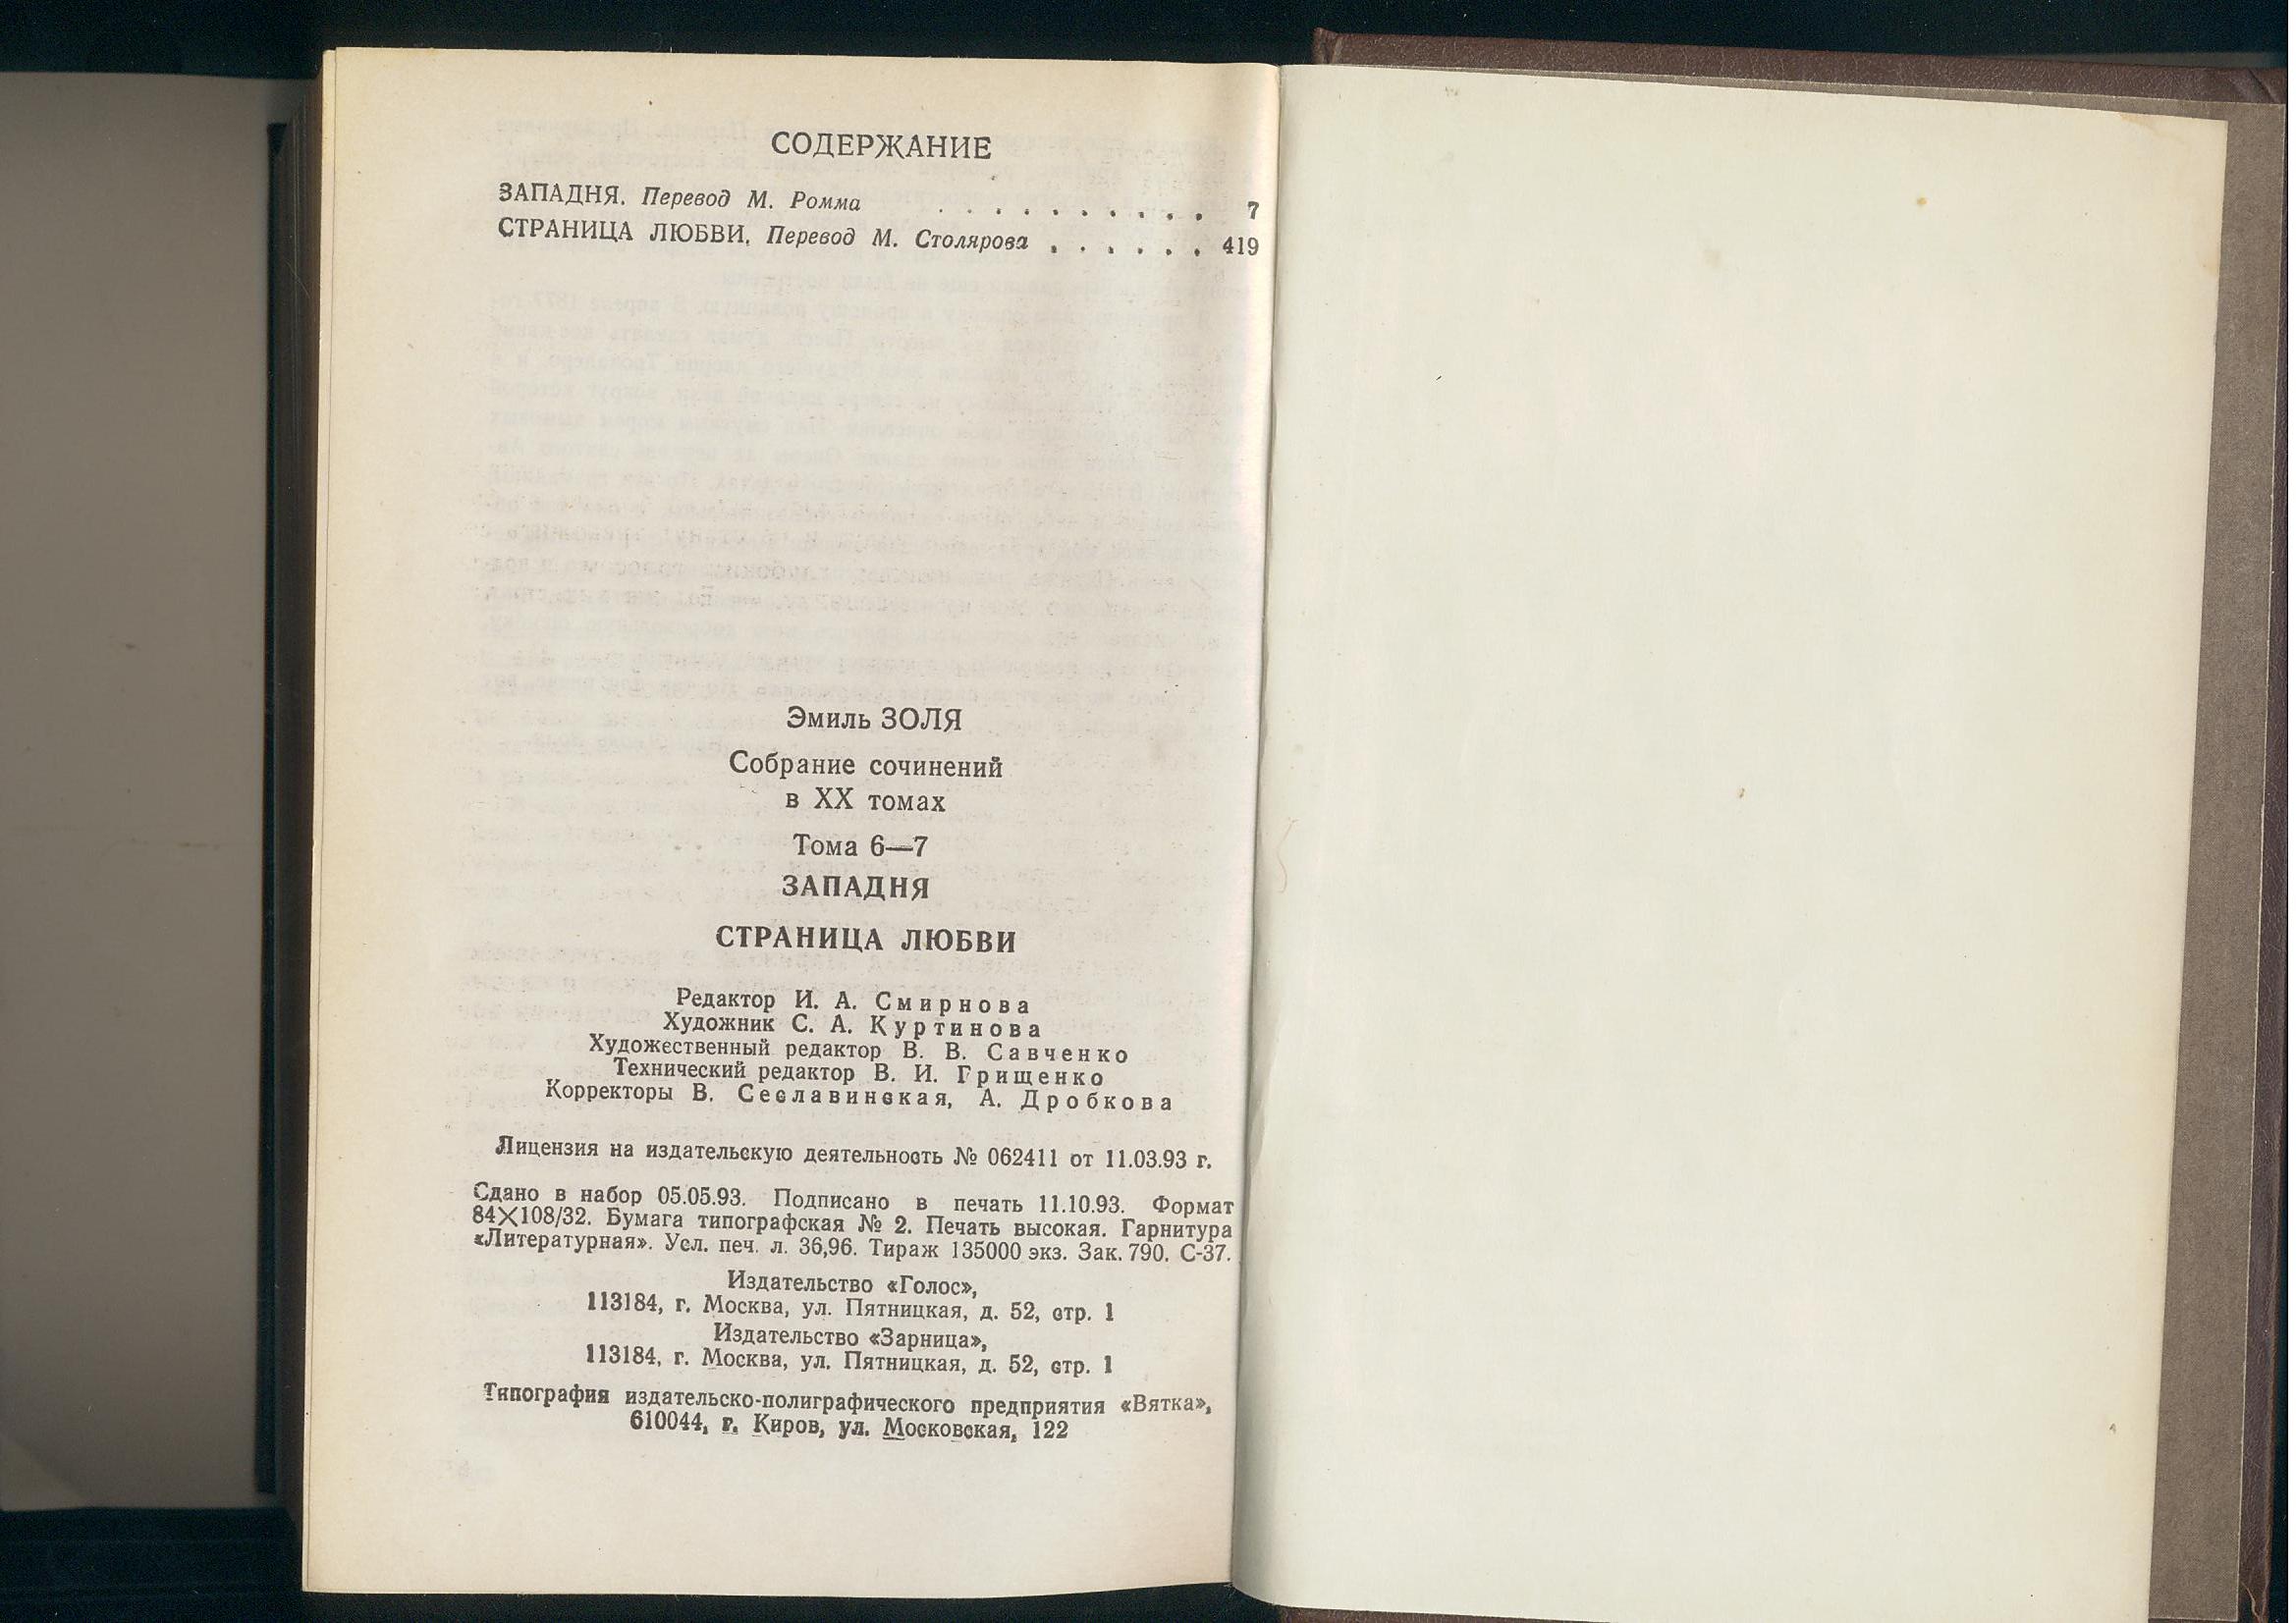 СОДЕРЖАНИЕ
ЗАПАДНЯ. Перевод М. Ромма . . . . . . . . . . 7
СТРАНИЦА ЛЮБВИ. Перевод М. Столярова . . . . . . 419
Эмиль ЗОЛЯ
Собрание сочинений
в XX томах
Тома 6—7
ЗАПАДНЯ
СТРАНИЦА ЛЮБВИ
Редактор И. А. Смирнова
Художник С. А. Куртинова
Художественный редактор В. В. Савченко
Технический редактор В. И. Грищенко
Корректоры В. Сеславинская, А. Дробкова
Лицензия на издательскую деятельность № 062411 от 11.03.93 г.
Сдано в набор 05.05.93. Подписано в печать 11.10.93. Формат
84×108/32. Бумага типографская № 2. Печать высокая. Гарнитура
«Литературная». Усл. печ. л. 36,96. Тираж 135000 экз. Зак. 790. С-37.
Издательство «Голос»,
113184, г. Москва, ул. Пятницкая, д. 52, стр. 1
Издательство «Зарница»,
113184, г. Москва, ул. Пятницкая, д. 52, стр. 1
Типография издательско-полиграфического предприятия «Вятка»,
610044, г. Киров, ул. Московская, 122